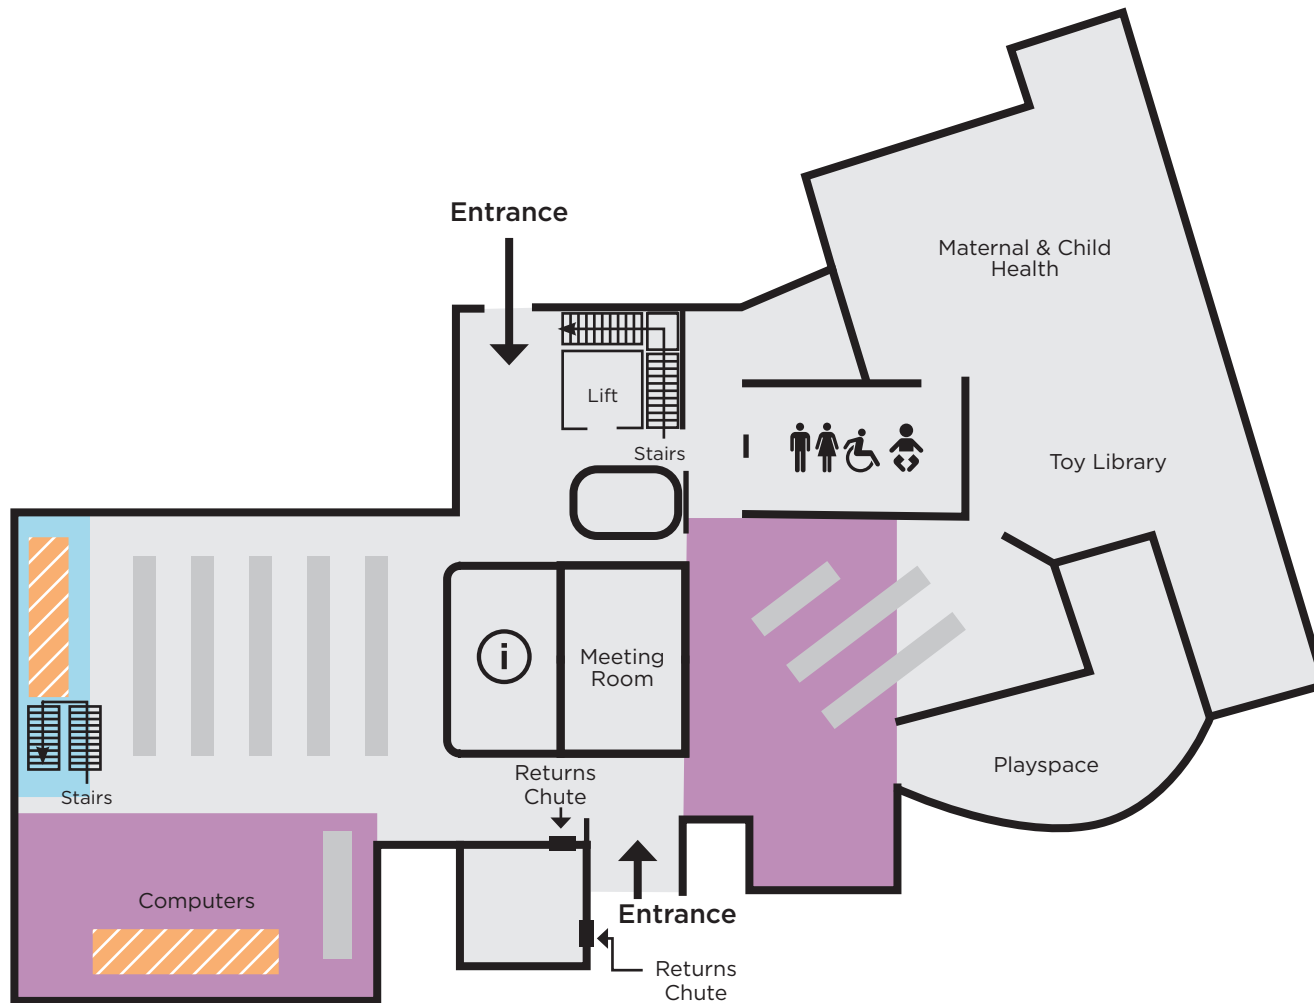 Entrance
Maternal & Child
Health
Lift
Stairs
Toy Library
i
Meeting
Room
Playspace
Returns
Chute
Stairs
Computers
Entrance
Returns
Chute